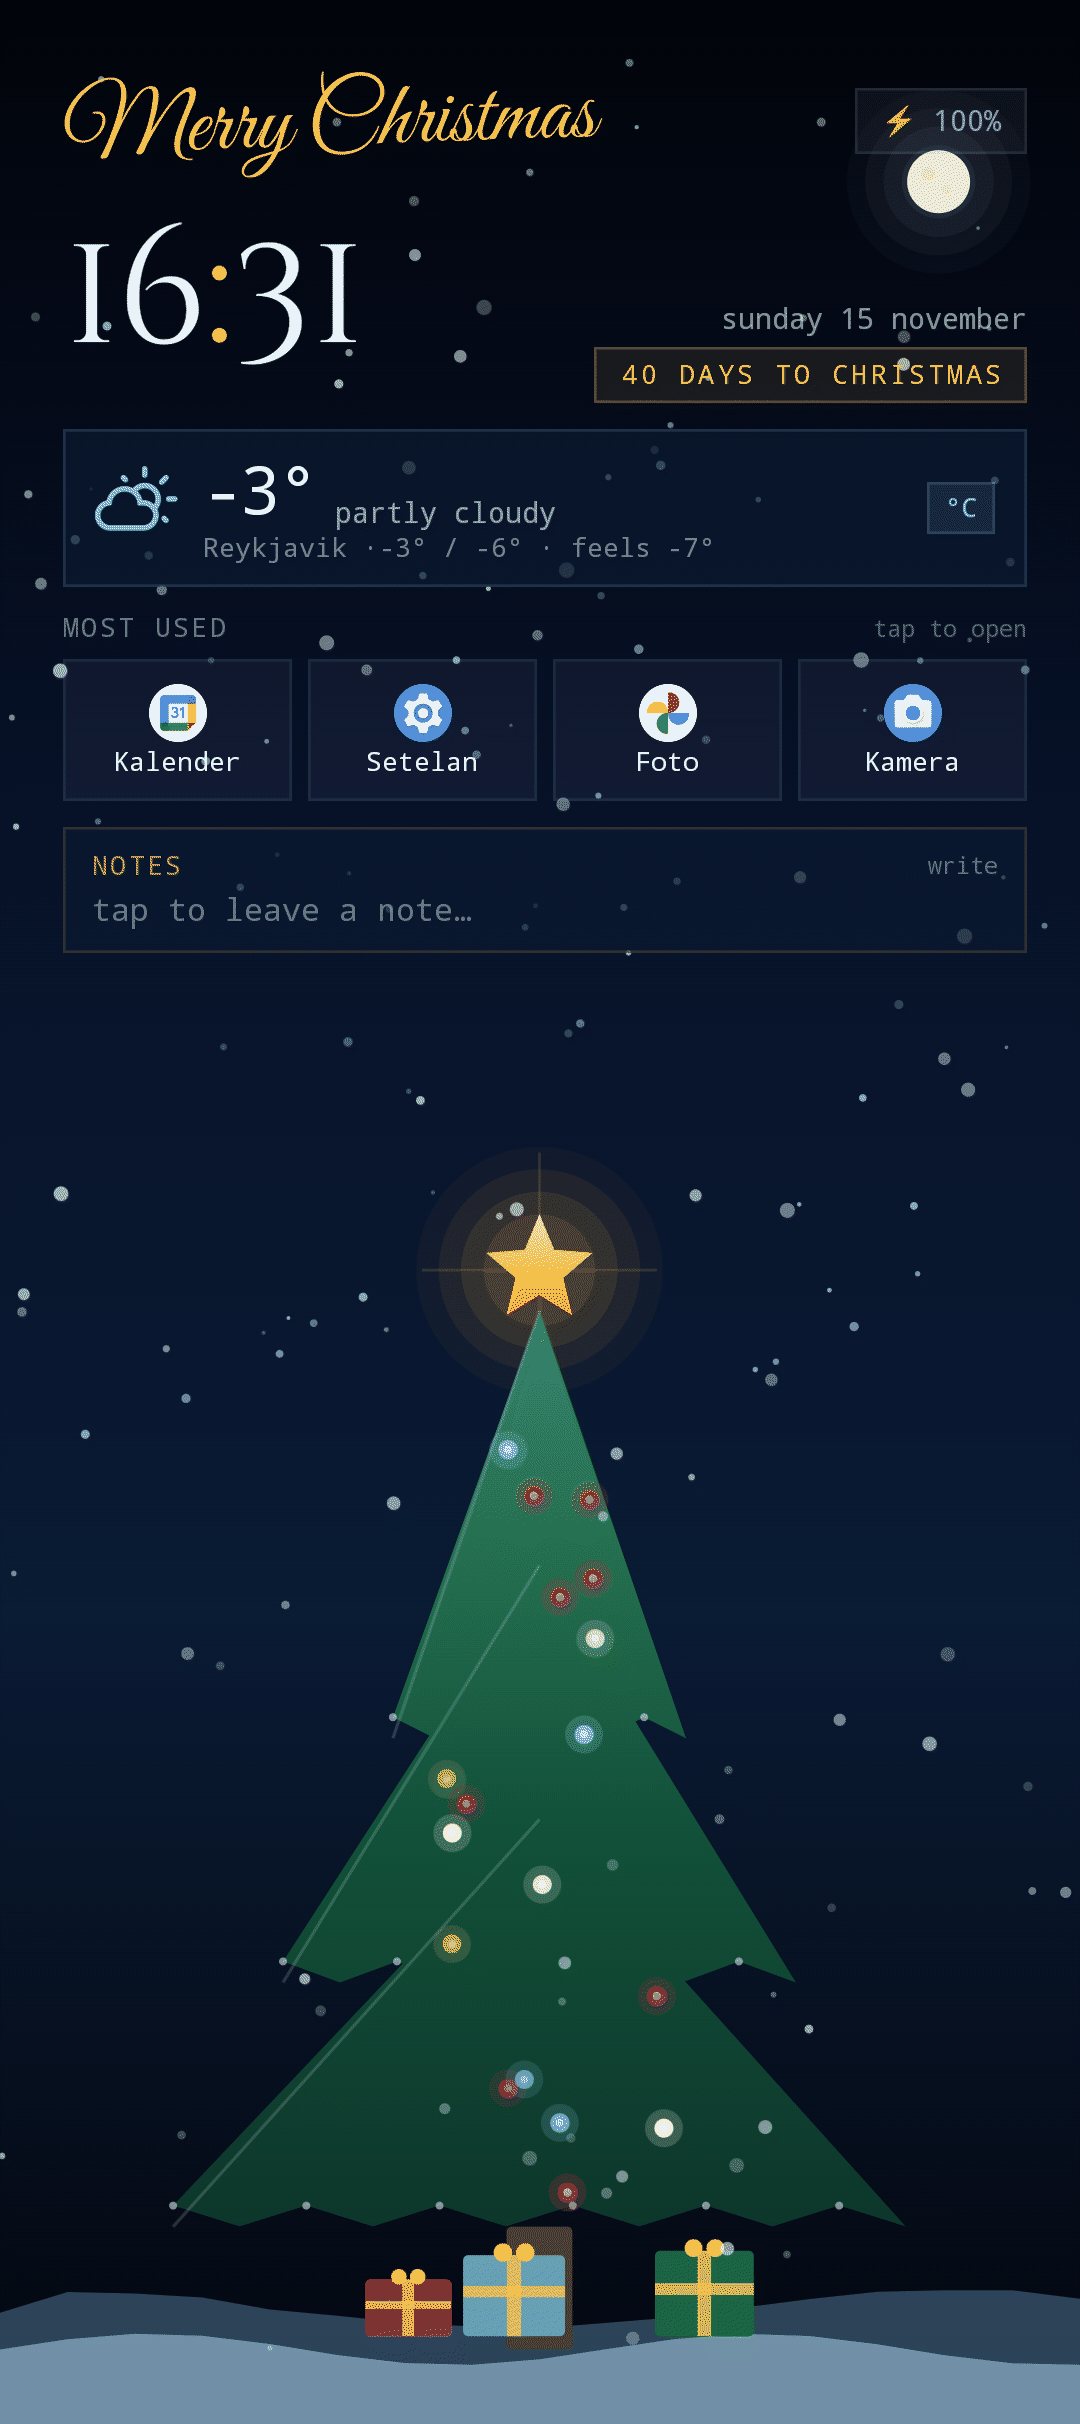 Merry Christmas
⚡ 100%
16:31
sunday 15 november
40 DAYS TO CHRISTMAS
-3° partly cloudy
°C
Reykjavik ·-3° / -6° · feels -7°
MOST USED
tap to open
31
Kalender
Setelan
Foto
Kamera
NOTES
write
tap to leave a note…